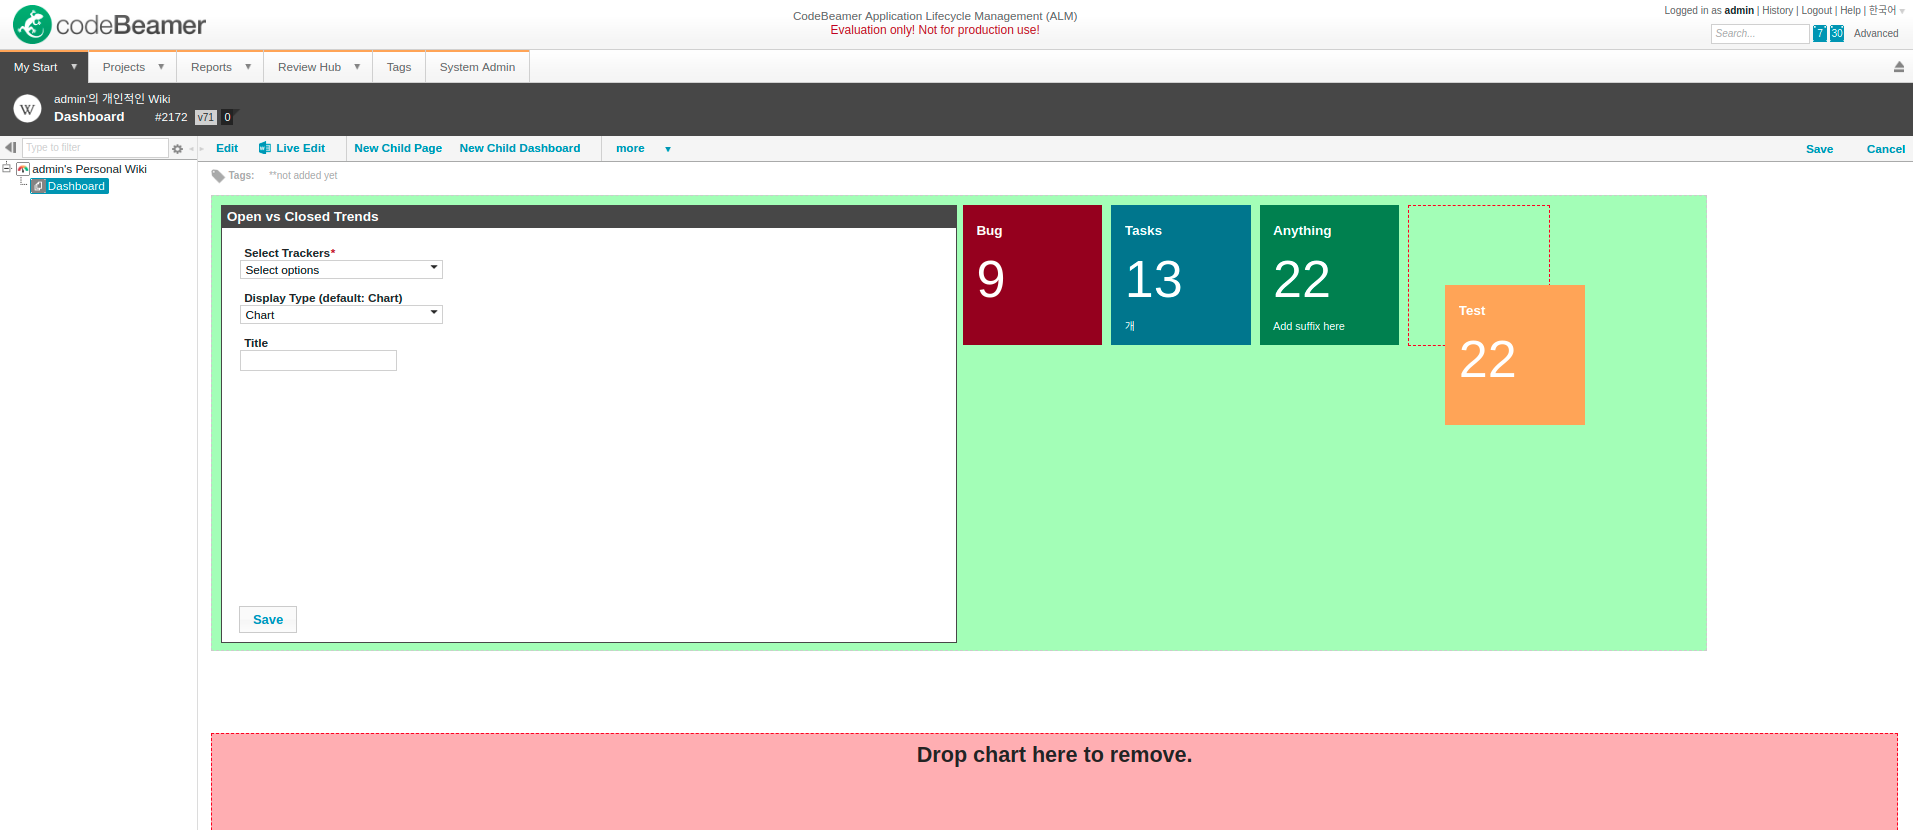 codeBeamer
CodeBeamer Application Lifecycle Management (ALM)
Evaluation only! Not for production use!
Logged in as admin | History | Logout | Help | 한국어
Search...
7
30
Advanced
My Start
Projects
Reports
Review Hub
Tags
System Admin
W
admin'의 개인적인 Wiki
Dashboard
#2172
v71
0
Type to filter
Edit
Live Edit
New Child Page
New Child Dashboard
more
Save
Cancel
admin's Personal Wiki
Dashboard
Tags:
**not added yet
Open vs Closed Trends
Select Trackers*
Select options
Display Type (default: Chart)
Chart
Title
Save
Bug
9
Tasks
13
개
Anything
22
Add suffix here
Test
22
Drop chart here to remove.